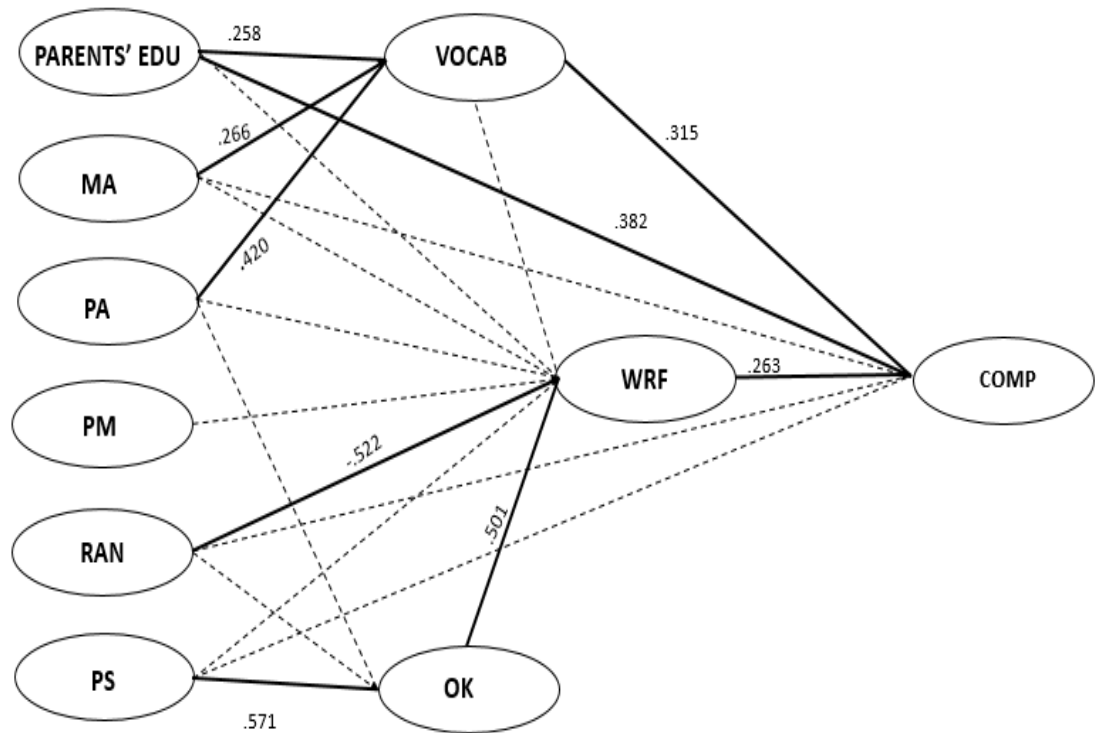 .258
PARENTS' EDU
VOCAB
.266
.315
MA
.382
.420
PA
WRF
.263
COMP
PM
-.522
.501
RAN
PS
OK
.571